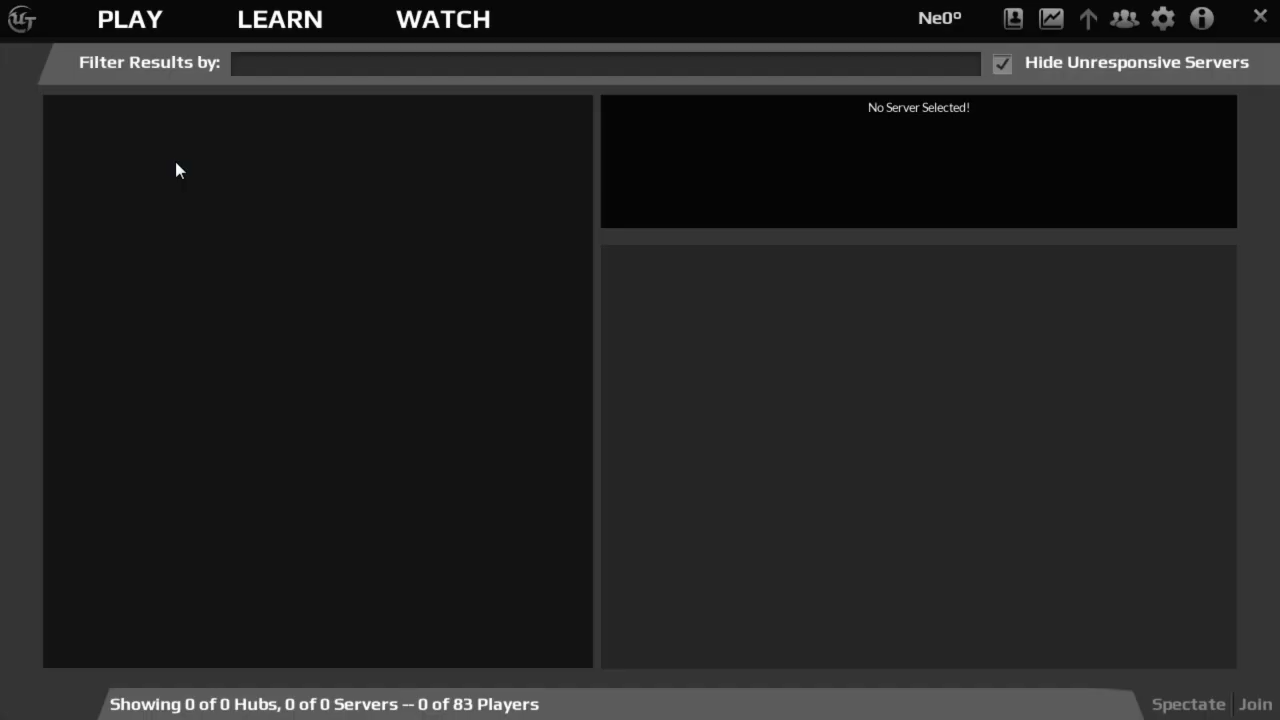 UT
PLAY LEARN WATCH Ne0º
Filter Results by: Hide Unresponsive Servers
No Server Selected!
Showing 0 of 0 Hubs, 0 of 0 Servers -- 0 of 83 Players Spectate Join